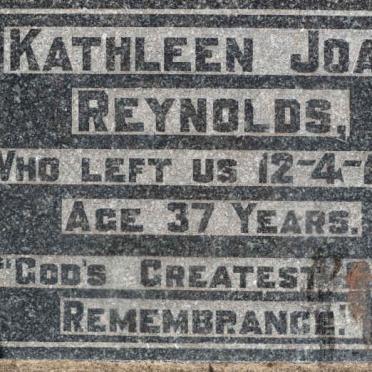 KATHLEEN JOA
REYNOLDS,
WHO LEFT US 12-4-
AGE 37 YEARS.
"GOD'S GREATEST
REMEMBRANCE."